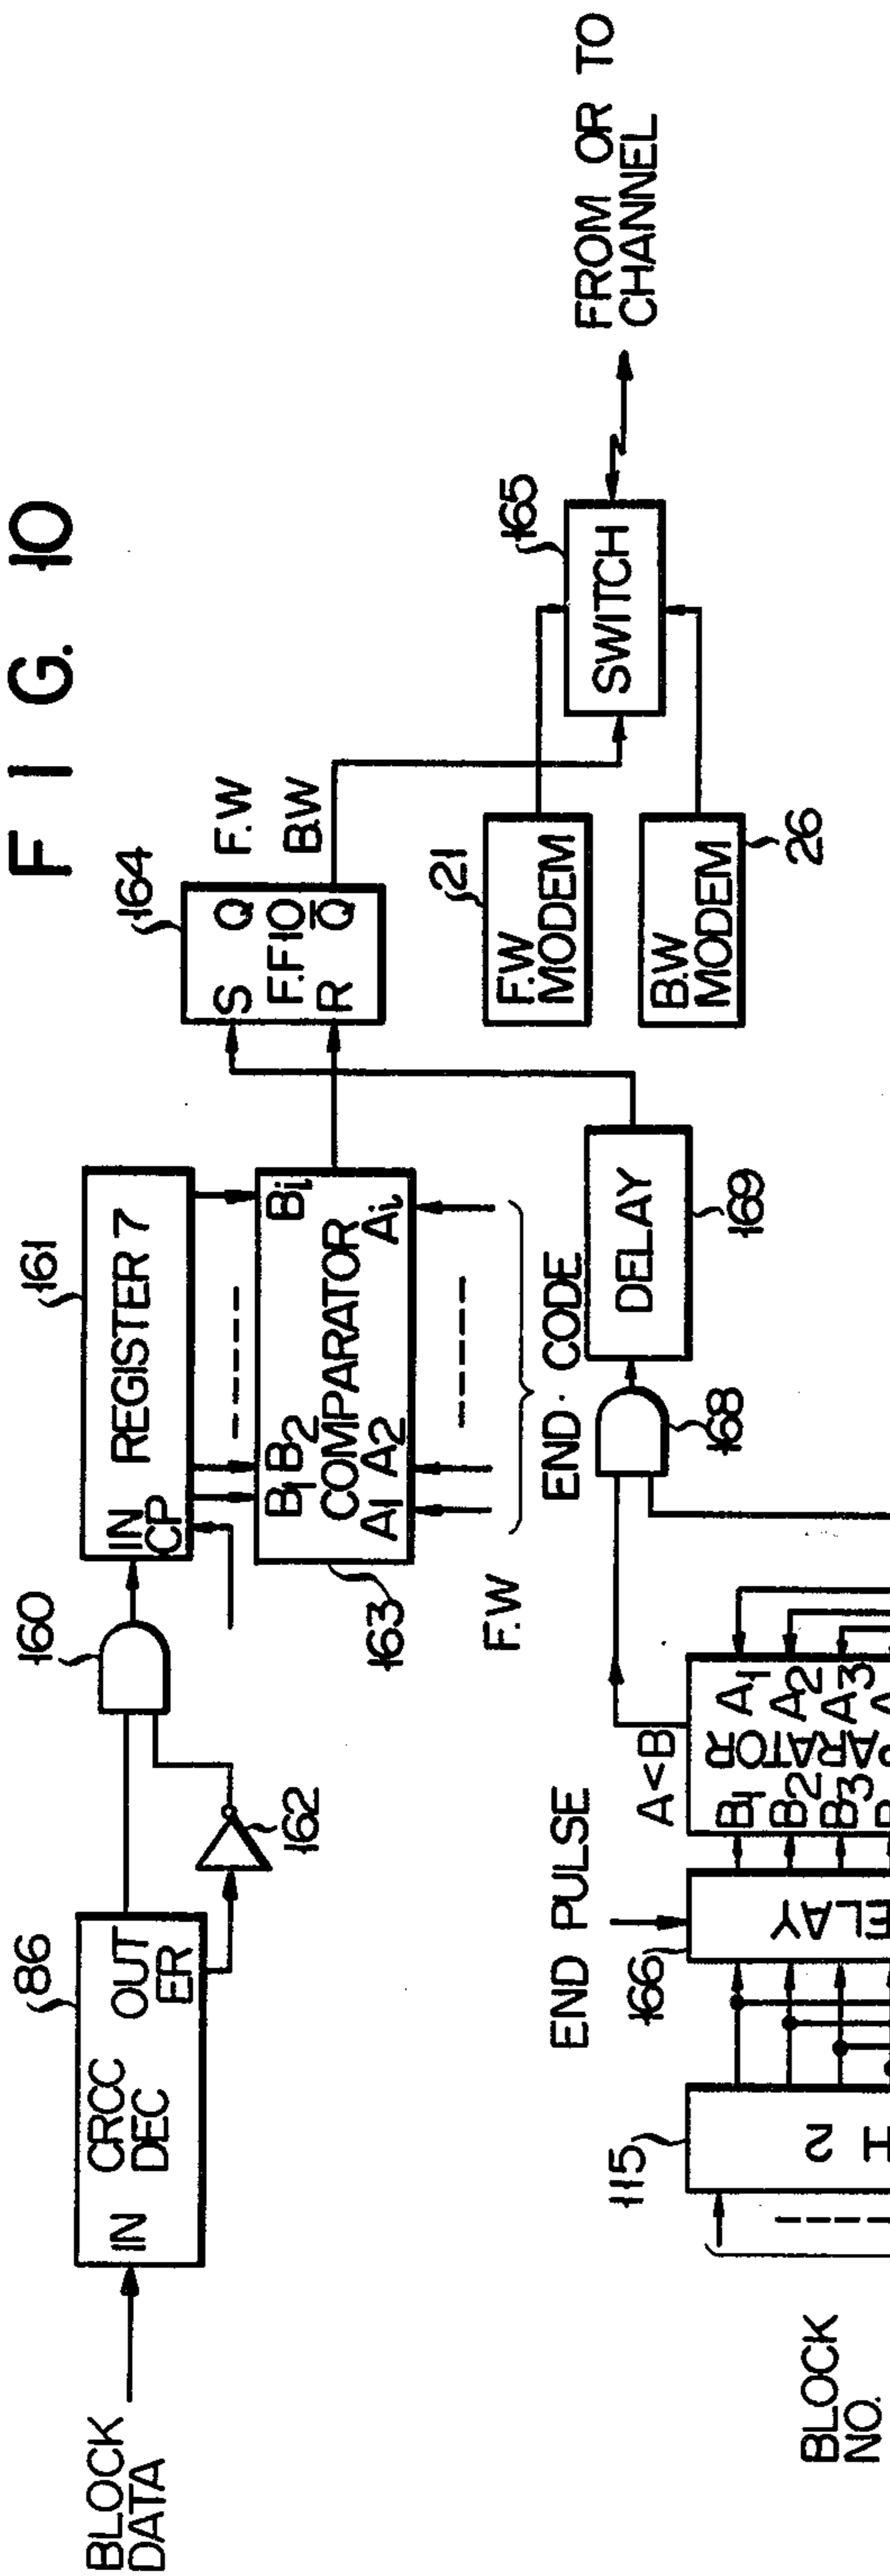 FIG. 10
BLOCK
DATA
86
IN
CRCC
DEC
OUT
ER
162
160
161
IN
CP
REGISTER 7
B1 B2
Bi
COMPARATOR
A1 A2
Ai
163
F.W
END. CODE
164
S
Q
F.F10
R
Q̅
F.W
B.W
21
F.W
MODEM
B.W
MODEM
26
165
SWITCH
FROM OR TO
CHANNEL
DELAY
169
168
END PULSE
166
A<B
B1
A1
B2
A2
B3
A3
115
BLOCK
NO.